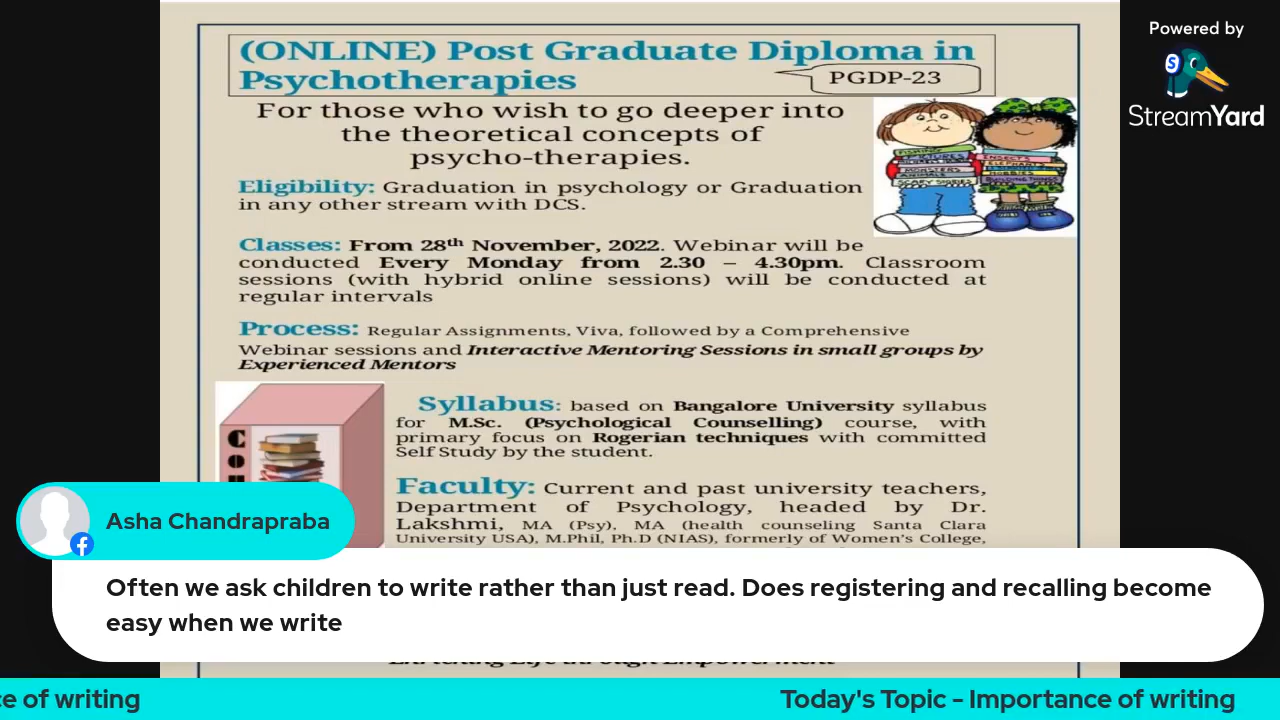 Powered by
StreamYard
(ONLINE) Post Graduate Diploma in
Psychotherapies
PGDP-23
For those who wish to go deeper into
the theoretical concepts of
psycho-therapies.
Eligibility: Graduation in psychology or Graduation
in any other stream with DCS.
Classes: From 28th November, 2022. Webinar will be
conducted Every Monday from 2.30 – 4.30pm. Classroom
sessions (with hybrid online sessions) will be conducted at
regular intervals
Process: Regular Assignments, Viva, followed by a Comprehensive
Webinar sessions and Interactive Mentoring Sessions in small groups by
Experienced Mentors
Syllabus: based on Bangalore University syllabus
for M.Sc. (Psychological Counselling) course, with
primary focus on Rogerian techniques with committed
Self Study by the student.
Faculty: Current and past university teachers,
Department of Psychology, headed by Dr.
Lakshmi, MA (Psy), MA (health counseling Santa Clara
University USA), M.Phil, Ph.D (NIAS), formerly of Women's College,
Asha Chandrapraba
Often we ask children to write rather than just read. Does registering and recalling become
easy when we write
Enriching Life through Empowerment
ce of writing
Today's Topic - Importance of writing